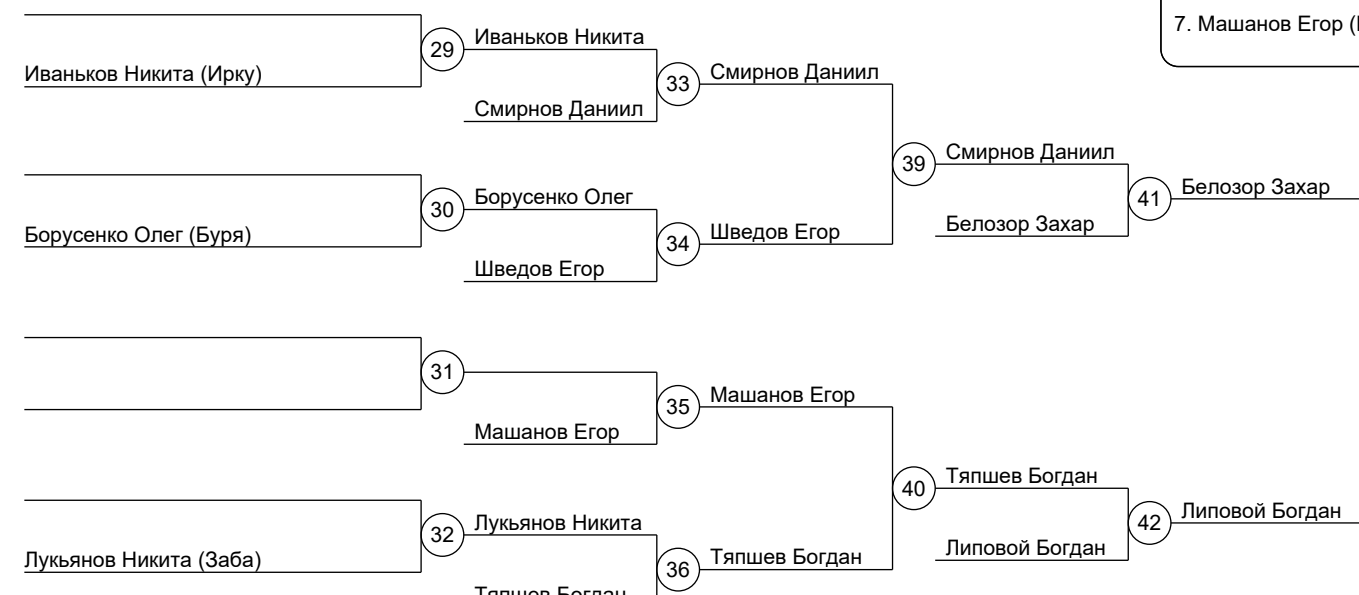 7. Машанов Егор (
Иваньков Никита
29
Иваньков Никита (Ирку)
Смирнов Даниил
33
Смирнов Даниил
Смирнов Даниил
39
Белозор Захар
41
Белозор Захар
Борусенко Олег
30
Борусенко Олег (Буря)
Шведов Егор
34
Шведов Егор
31
Машанов Егор
35
Машанов Егор
Тяпшев Богдан
40
Липовой Богдан
42
Липовой Богдан
Лукьянов Никита
32
Лукьянов Никита (Заба)
Тяпшев Богдан
36
Тяпшев Богдан